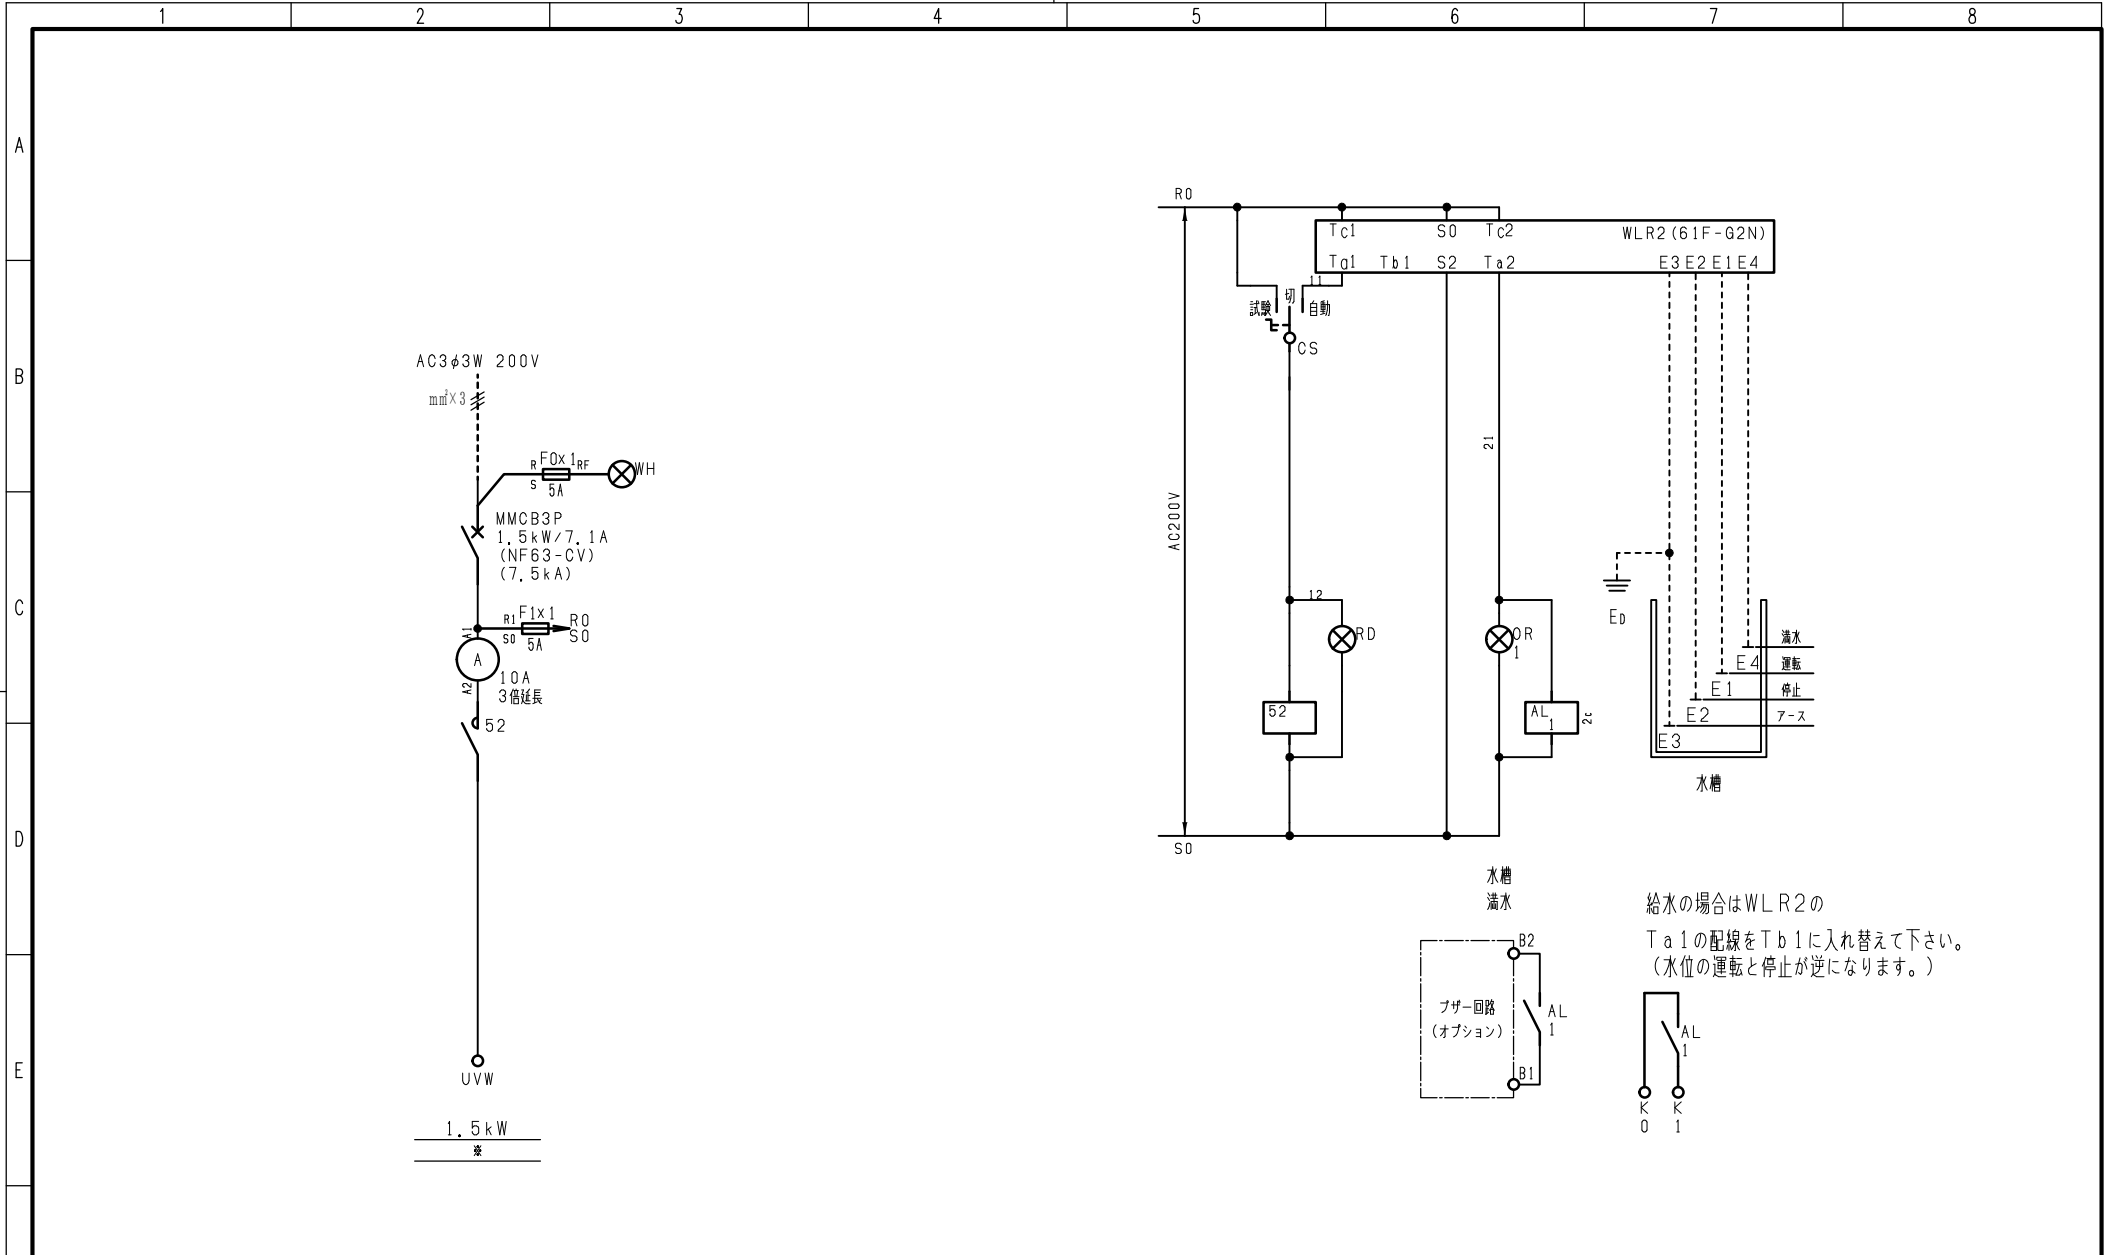 1
2
3
4
5
6
7
8
A
B
C
D
E
AC3φ3W 200V
mm²×3
R
F0x1
RF
WH
S
5A
MMCB3P
1.5kW/7.1A
(NF63-CV)
(7.5kA)
R1
F1x1
R0
S0
S0
5A
A1
A
A2
10A
3倍延長
52
UVW
1.5kW
※
R0
Tc1
S0
Tc2
WLR2(61F-G2N)
Ta1
Tb1
S2
Ta2
E3
E2
E1
E4
11
試験
切
自動
CS
21
AC200V
12
RD
OR
1
52
AL
1
2c
ED
満水
E4
運転
E1
停止
E2
アース
E3
水槽
S0
水槽
満水
給水の場合はWLR2の
Ta1の配線をTb1に入れ替えて下さい。
(水位の運転と停止が逆になります。)
B2
ブザー回路
(オプション)
AL
1
B1
AL
1
K
0
K
1